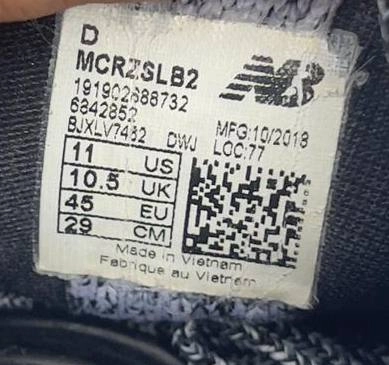 D
MCRZSLB2
191902688732
6842852
BJXLV7482 DWJ MFG:10/2018
LOC:77
11 US
10.5 UK
45 EU
29 CM
Made in Vietnam
Fabrique au Vietnam
NB